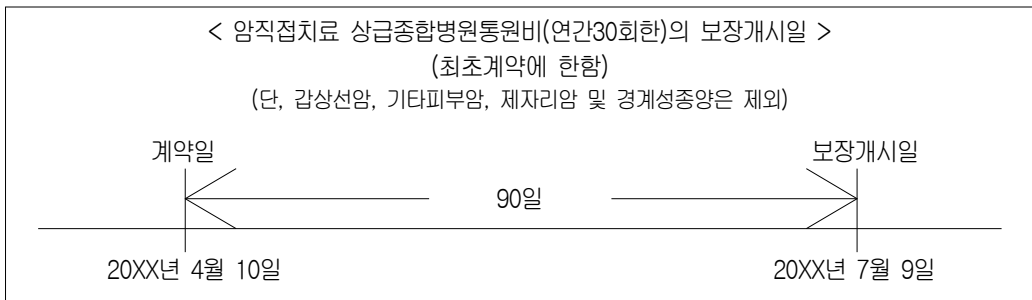 < 암직접치료 상급종합병원통원비(연간30회한)의 보장개시일 >
(최초계약에 한함)
(단, 갑상선암, 기타피부암, 제자리암 및 경계성종양은 제외)
계약일 보장개시일
90일
20XX년 4월 10일 20XX년 7월 9일